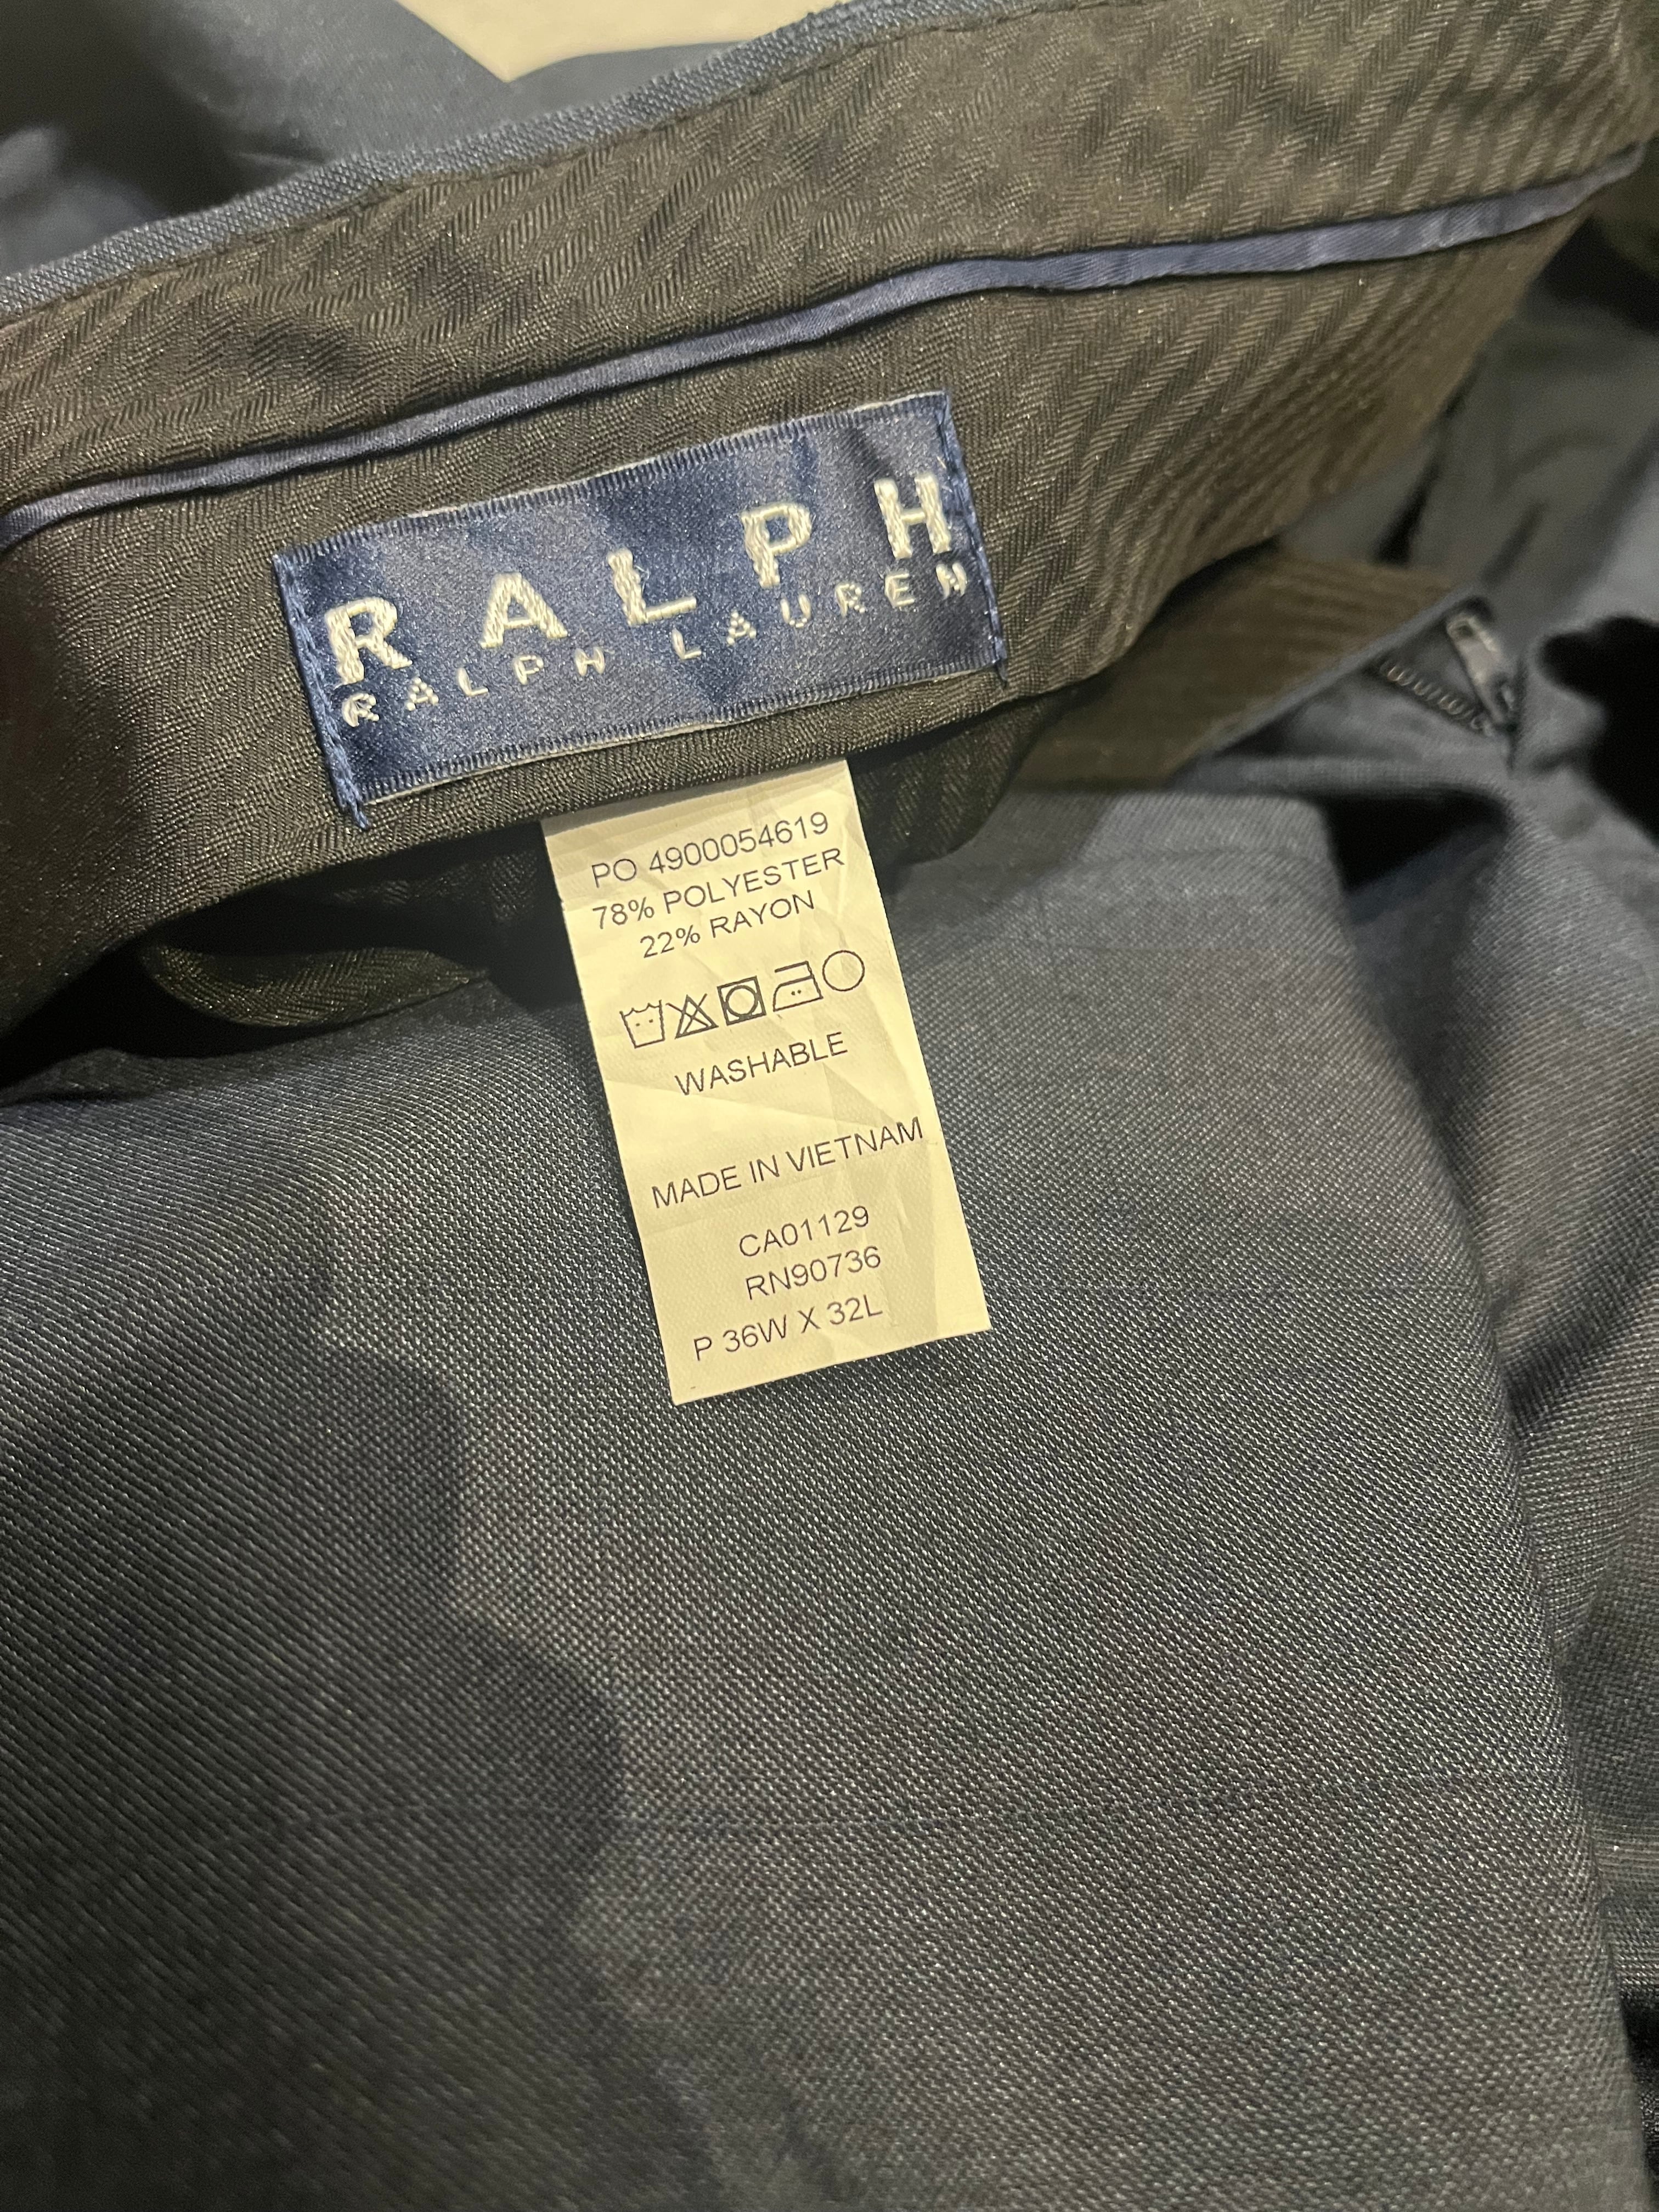 RALPH
RALPH LAUREN
PO 4900054619
78% POLYESTER
22% RAYON
WASHABLE
MADE IN VIETNAM
CA01129
RN90736
P 36W X 32L